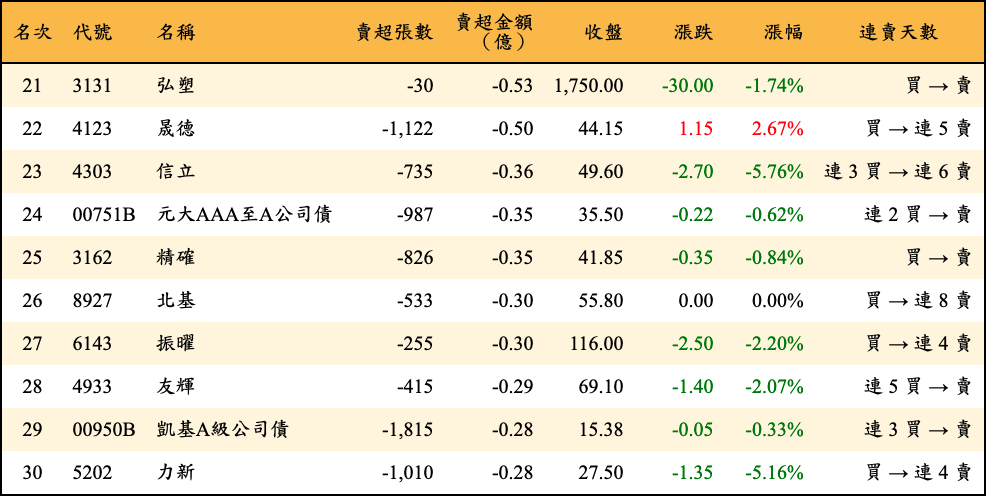 名次 代號 名稱 賣超張數 賣超金額（億） 收盤 漲跌 漲幅 連賣天數
21 3131 弘塑 -30 -0.53 1,750.00 -30.00 -1.74% 買 → 賣
22 4123 晟德 -1,122 -0.50 44.15 1.15 2.67% 買 → 連 5 賣
23 4303 信立 -735 -0.36 49.60 -2.70 -5.76% 連 3 買 → 連 6 賣
24 00751B 元大AAA至A公司債 -987 -0.35 35.50 -0.22 -0.62% 連 2 買 → 賣
25 3162 精確 -826 -0.35 41.85 -0.35 -0.84% 買 → 賣
26 8927 北基 -533 -0.30 55.80 0.00 0.00% 買 → 連 8 賣
27 6143 振曜 -255 -0.30 116.00 -2.50 -2.20% 買 → 連 4 賣
28 4933 友輝 -415 -0.29 69.10 -1.40 -2.07% 連 5 買 → 賣
29 00950B 凱基A級公司債 -1,815 -0.28 15.38 -0.05 -0.33% 連 3 買 → 賣
30 5202 力新 -1,010 -0.28 27.50 -1.35 -5.16% 買 → 連 4 賣